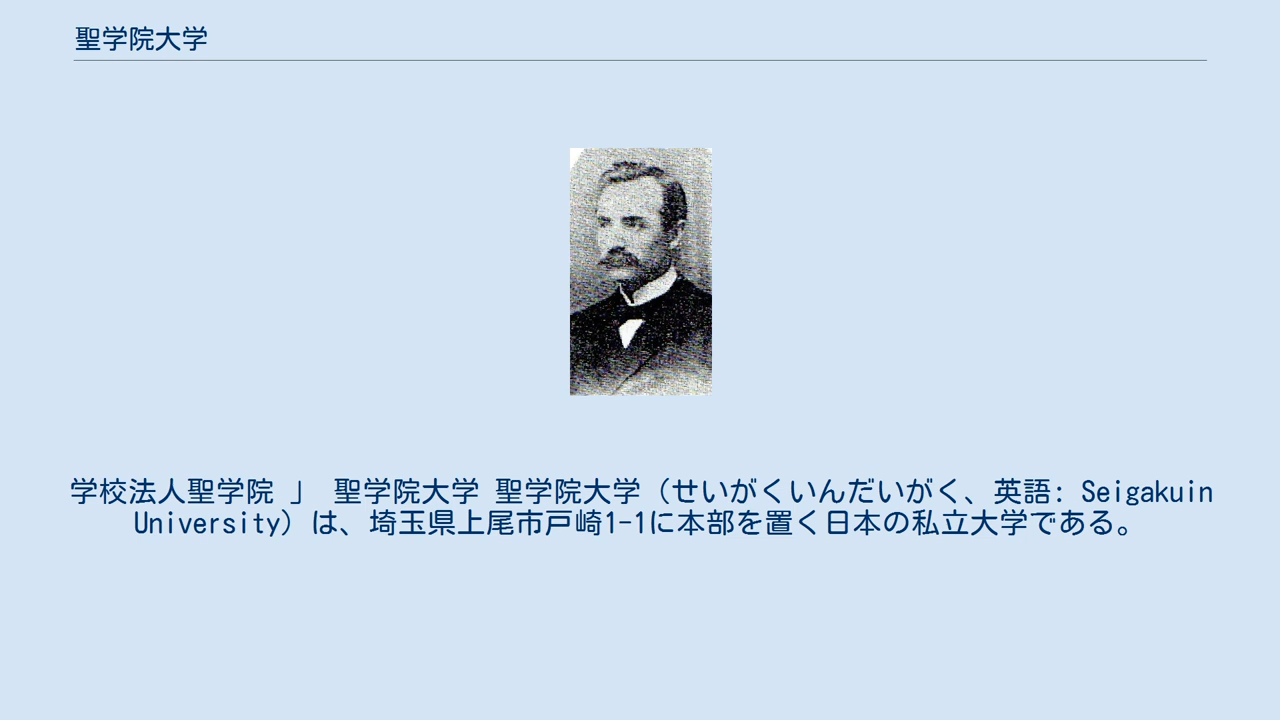 聖学院大学
学校法人聖学院 」 聖学院大学 聖学院大学（せいがくいんだいがく、英語: Seigakuin
University）は、埼玉県上尾市戸崎1-1に本部を置く日本の私立大学である。